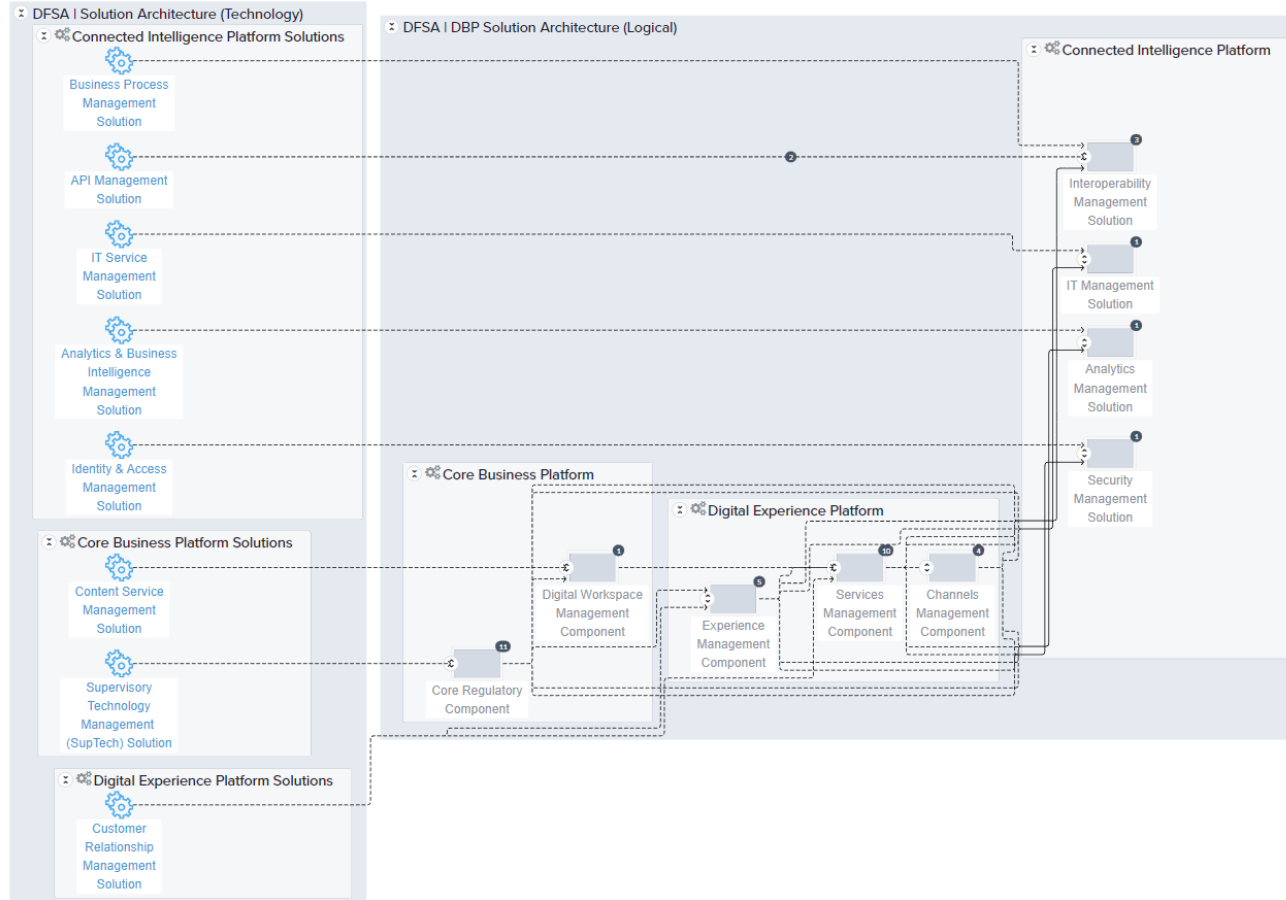 DFSA | Solution Architecture (Technology)
Connected Intelligence Platform Solutions
Business Process
Management
Solution
API Management
Solution
IT Service
Management
Solution
Analytics & Business
Intelligence
Management
Solution
Identity & Access
Management
Solution
Core Business Platform Solutions
Content Service
Management
Solution
Supervisory
Technology
Management
(SupTech) Solution
Digital Experience Platform Solutions
Customer
Relationship
Management
Solution
DFSA | DBP Solution Architecture (Logical)
2
Core Business Platform
1
Digital Workspace
Management
Component
11
Core Regulatory
Component
Digital Experience Platform
5
Experience
Management
Component
10
Services
Management
Component
4
Channels
Management
Component
Connected Intelligence Platform
3
Interoperability
Management
Solution
1
IT Management
Solution
1
Analytics
Management
Solution
1
Security
Management
Solution